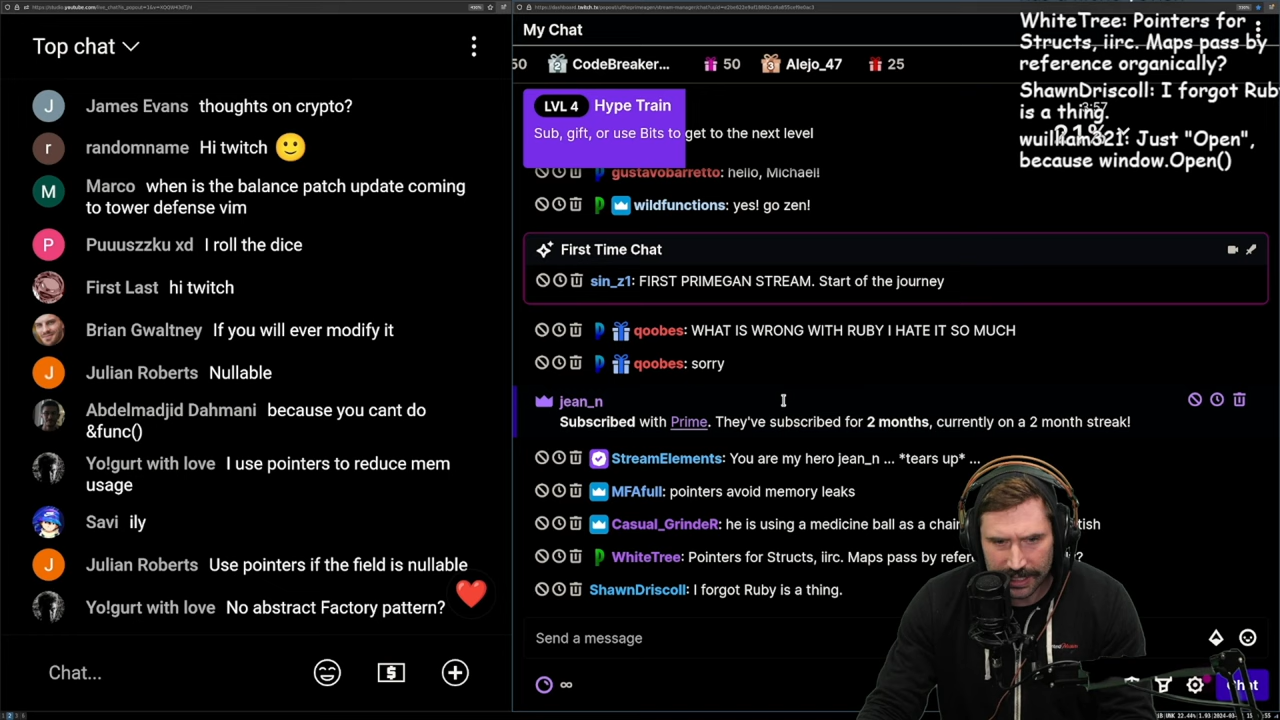 Top chat
James Evans thoughts on crypto?
randomname Hi twitch
Marco when is the balance patch update coming
to tower defense vim
Puuuszzku xd I roll the dice
First Last hi twitch
Brian Gwaltney If you will ever modify it
Julian Roberts Nullable
Abdelmadjid Dahmani because you cant do
&func()
Yo!gurt with love I use pointers to reduce mem
usage
Savi ily
Julian Roberts Use pointers if the field is nullable
Yo!gurt with love No abstract Factory pattern?
Chat...
My Chat
50 CodeBreaker... 50 Alejo_47 25
LVL 4 Hype Train
Sub, gift, or use Bits to get to the next level
gustavobarretto: hello, Michael!
wildfunctions: yes! go zen!
First Time Chat
sin_z1: FIRST PRIMEGAN STREAM. Start of the journey
qoobes: WHAT IS WRONG WITH RUBY I HATE IT SO MUCH
qoobes: sorry
jean_n
Subscribed with Prime. They've subscribed for 2 months, currently on a 2 month streak!
StreamElements: You are my hero jean_n ... *tears up* ...
MFAfull: pointers avoid memory leaks
Casual_GrindeR: he is using a medicine ball as a chair
WhiteTree: Pointers for Structs, iirc. Maps pass by
ShawnDriscoll: I forgot Ruby is a thing.
Send a message
Chat
WhiteTree: Pointers for
Structs, iirc. Maps pass by
reference organically?
ShawnDriscoll: I forgot Ruby
is a thing.
3:57
21%
wuilliam321: Just "Open",
because window.Open()